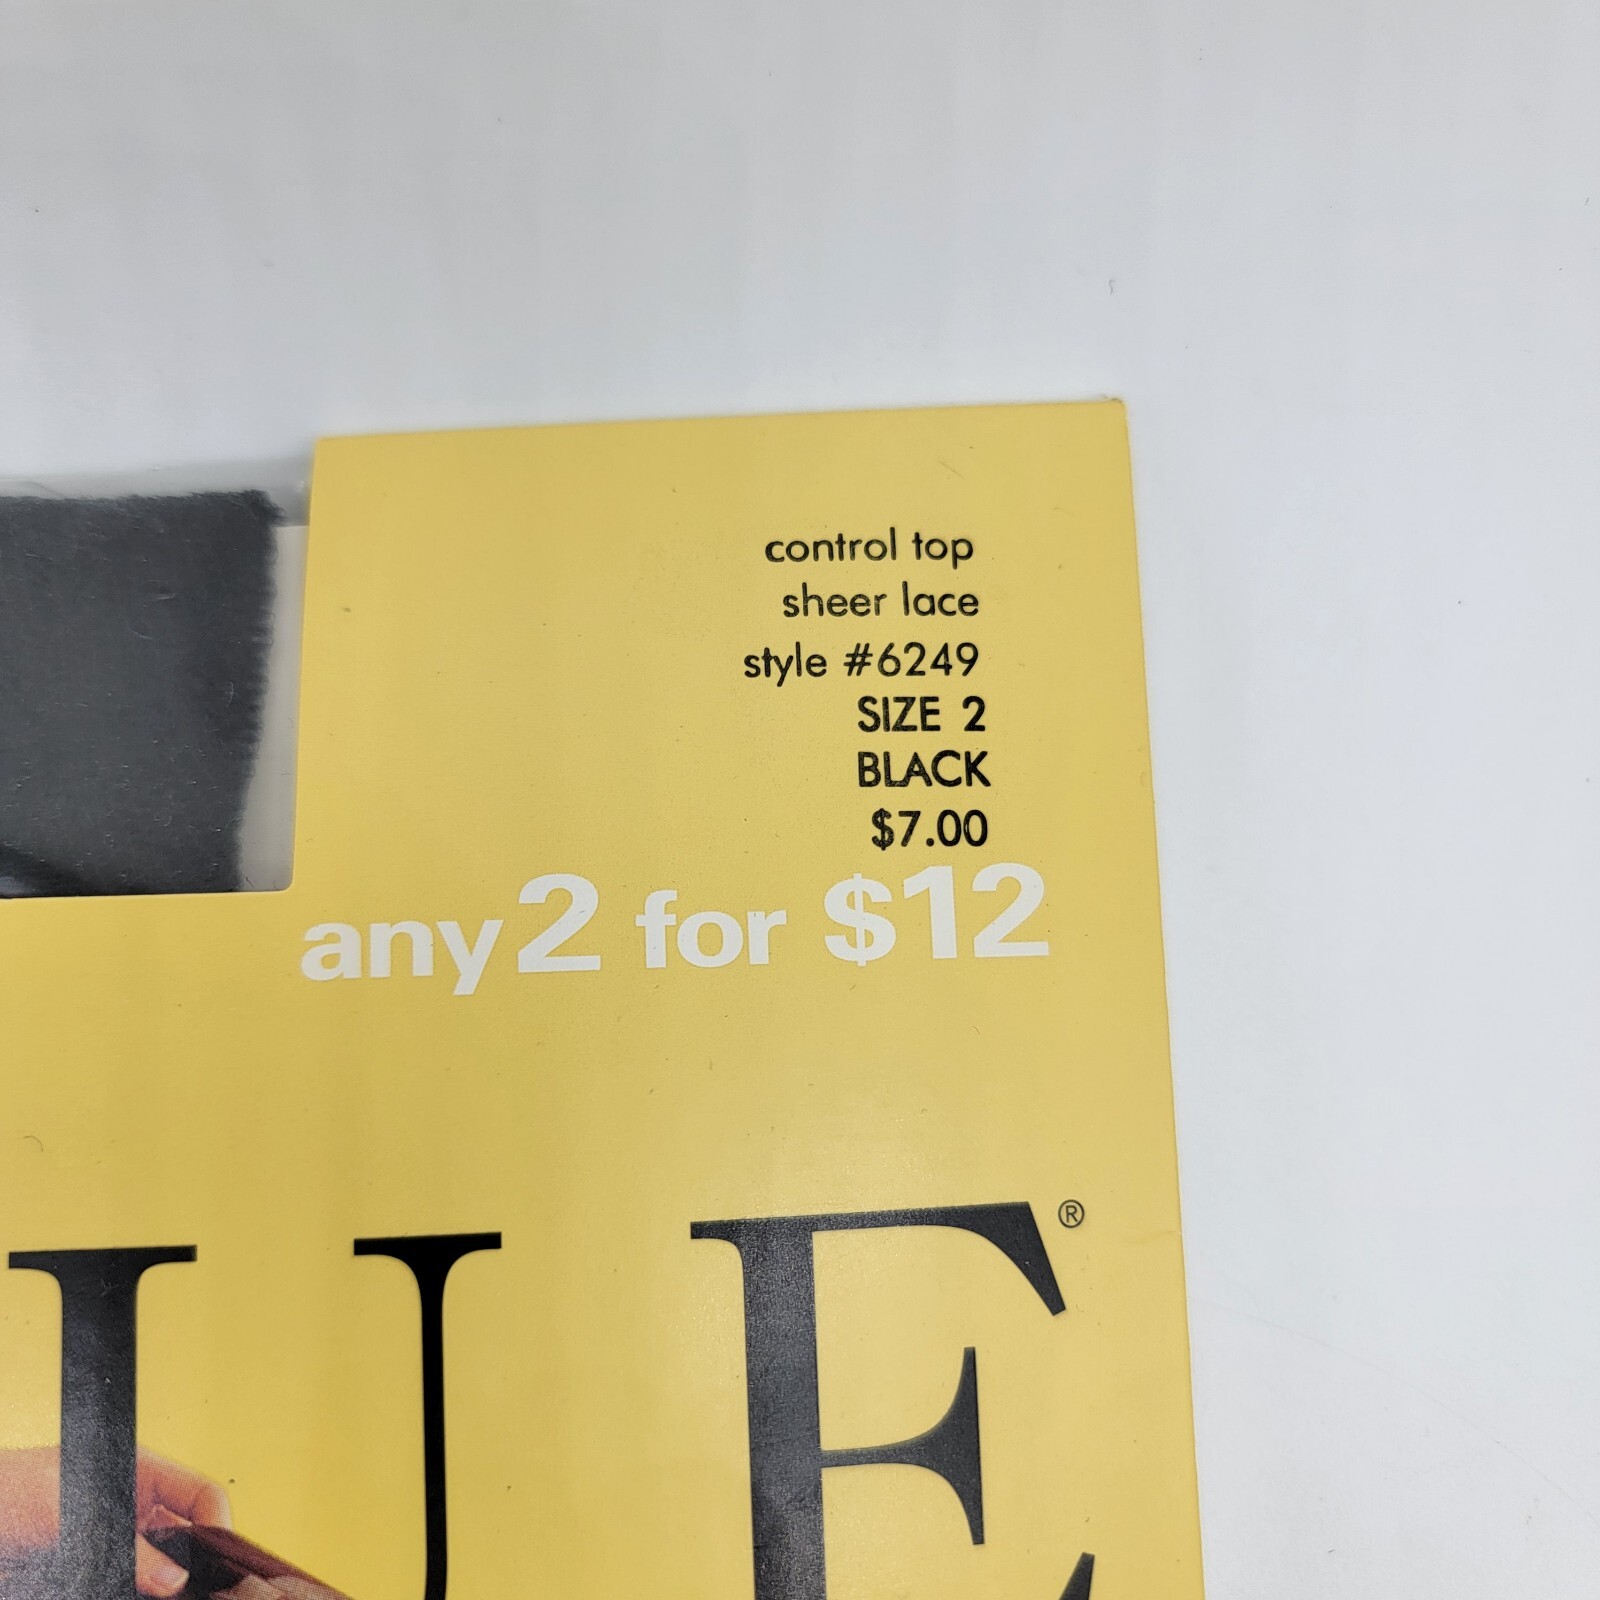 control top
sheer lace
style #6249
SIZE 2
BLACK
$7.00
any 2 for $12
UE®